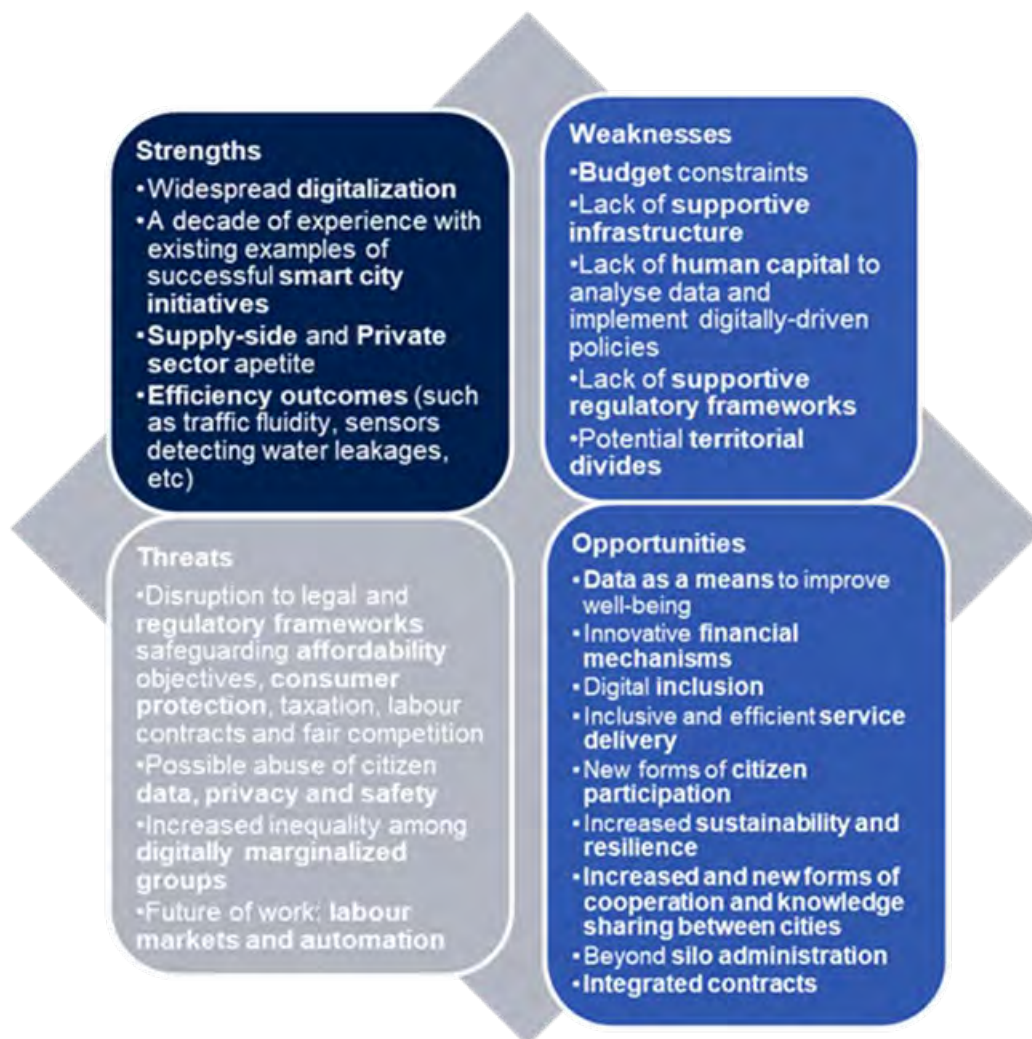 Strengths
•Widespread digitalization
•A decade of experience with
existing examples of
successful smart city
initiatives
•Supply-side and Private
sector apetite
•Efficiency outcomes (such
as traffic fluidity, sensors
detecting water leakages,
etc)
Weaknesses
•Budget constraints
•Lack of supportive
infrastructure
•Lack of human capital to
analyse data and
implement digitally-driven
policies
•Lack of supportive
regulatory frameworks
•Potential territorial
divides
Threats
•Disruption to legal and
regulatory frameworks
safeguarding affordability
objectives, consumer
protection, taxation, labour
contracts and fair competition
•Possible abuse of citizen
data, privacy and safety
•Increased inequality among
digitally marginalized
groups
•Future of work: labour
markets and automation
Opportunities
•Data as a means to improve
well-being
•Innovative financial
mechanisms
•Digital inclusion
•Inclusive and efficient service
delivery
•New forms of citizen
participation
•Increased sustainability and
resilience
•Increased and new forms of
cooperation and knowledge
sharing between cities
•Beyond silo administration
•Integrated contracts